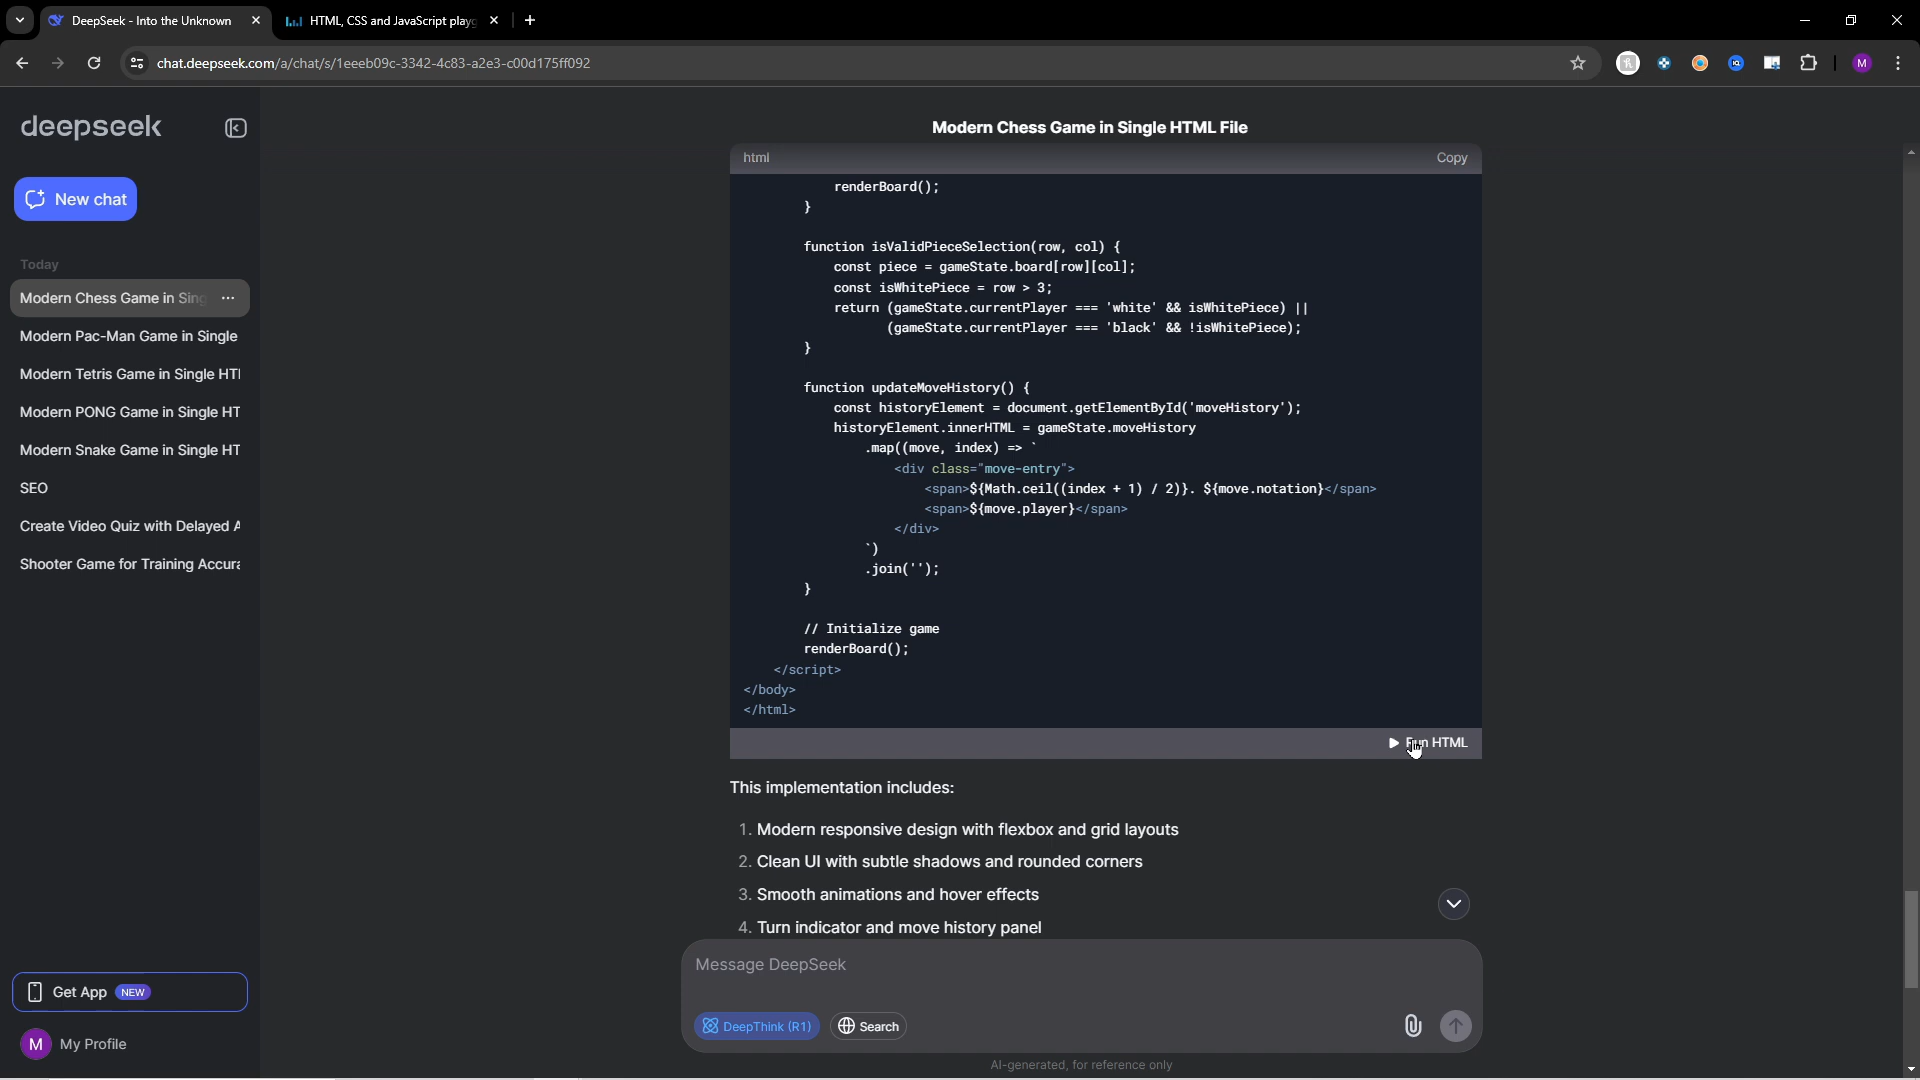 DeepSeek - Into the Unknown
HTML, CSS and JavaScript playg
chat.deepseek.com/a/chat/s/1eeeb09c-3342-4c83-a2e3-c00d175ff092
M
deepseek
New chat
Today
Modern Chess Game in Sing
Modern Pac-Man Game in Single
Modern Tetris Game in Single HTI
Modern PONG Game in Single HT
Modern Snake Game in Single HT
SEO
Create Video Quiz with Delayed A
Shooter Game for Training Accura
Get App NEW
M My Profile
Modern Chess Game in Single HTML File
html Copy
renderBoard();
}
function isValidPieceSelection(row, col) {
const piece = gameState.board[row][col];
const isWhitePiece = row > 3;
return (gameState.currentPlayer === 'white' && isWhitePiece) ||
(gameState.currentPlayer === 'black' && !isWhitePiece);
}
function updateMoveHistory() {
const historyElement = document.getElementById('moveHistory');
historyElement.innerHTML = gameState.moveHistory
.map((move, index) => `
<div class="move-entry">
<span>${Math.ceil((index + 1) / 2)}. ${move.notation}</span>
<span>${move.player}</span>
</div>
`)
.join('');
}
// Initialize game
renderBoard();
</script>
</body>
</html>
Run HTML
This implementation includes:
1. Modern responsive design with flexbox and grid layouts
2. Clean UI with subtle shadows and rounded corners
3. Smooth animations and hover effects
4. Turn indicator and move history panel
Message DeepSeek
DeepThink (R1) Search
AI-generated, for reference only